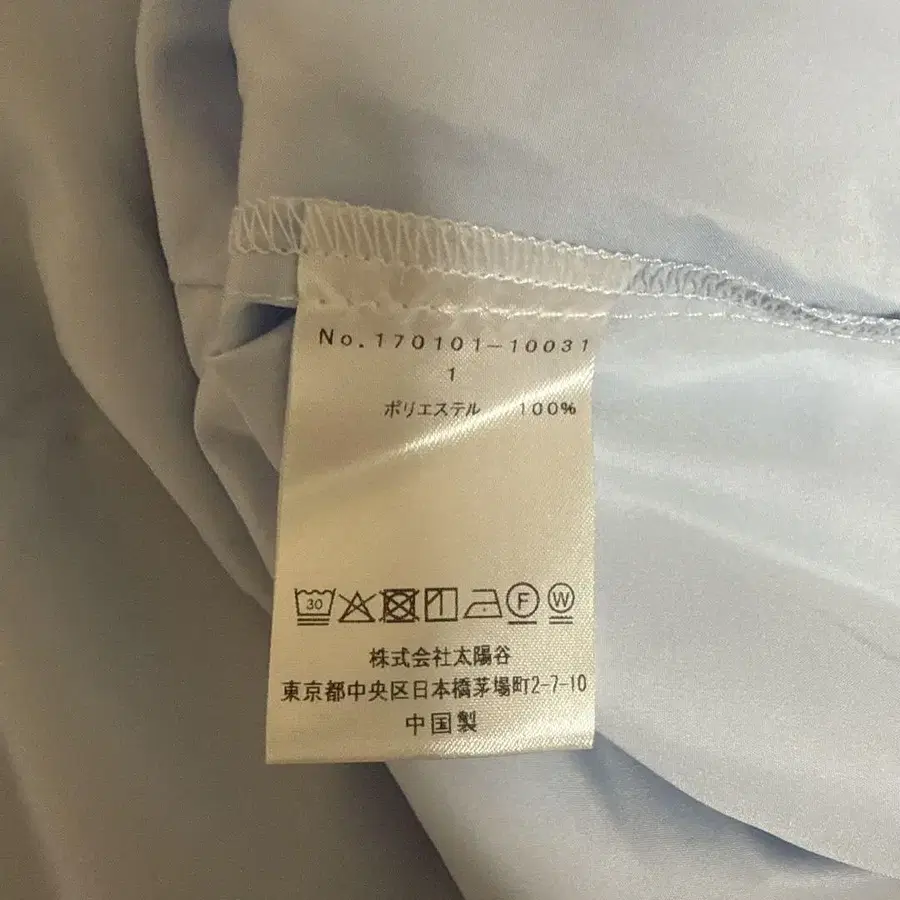 No.170101-10031
1
ポリエステル 100%
30 F W
株式会社太陽谷
東京都中央区日本橋茅場町2-7-10
中国製